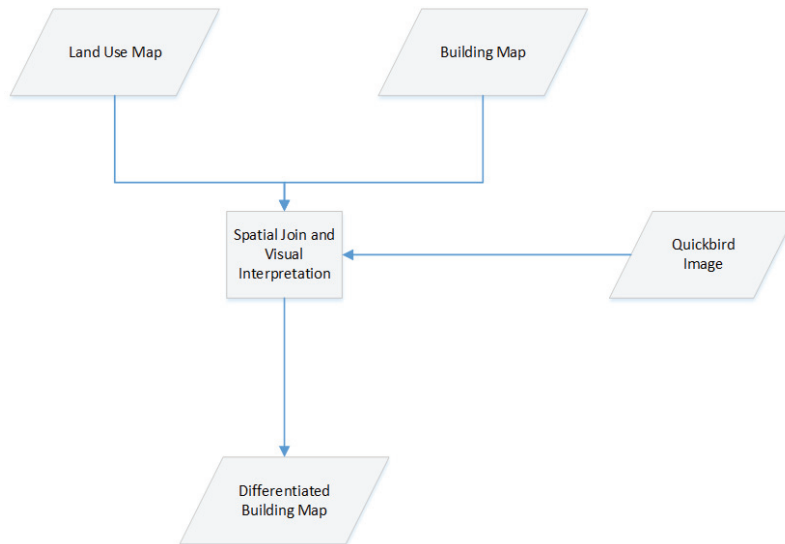 Land Use Map
Building Map
Spatial Join and
Visual
Interpretation
Quickbird
Image
Differentiated
Building Map